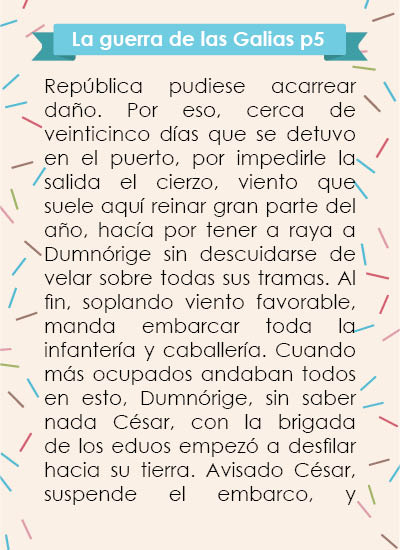 La guerra de las Galias p5
República pudiese acarrear
daño. Por eso, cerca de
veinticinco días que se detuvo
en el puerto, por impedirle la
salida el cierzo, viento que
suele aquí reinar gran parte del
año, hacía por tener a raya a
Dumnórige sin descuidarse de
velar sobre todas sus tramas. Al
fin, soplando viento favorable,
manda embarcar toda la
infantería y caballería. Cuando
más ocupados andaban todos
en esto, Dumnórige, sin saber
nada César, con la brigada
de los eduos empezó a desfilar
hacia su tierra. Avisado César,
suspende el embarco, y